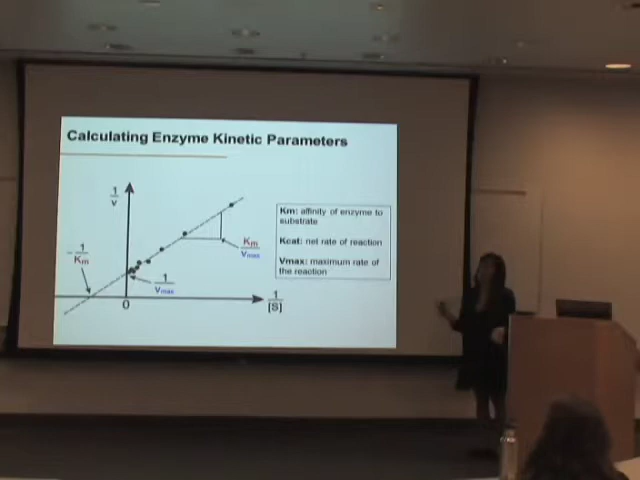 Calculating Enzyme Kinetic Parameters
1
v
Km: affinity of enzyme to
substrate
Kcat: net rate of reaction
Vmax: maximum rate of
the reaction
Km
Vmax
- 1
Km
1
Vmax
0
1
[S]